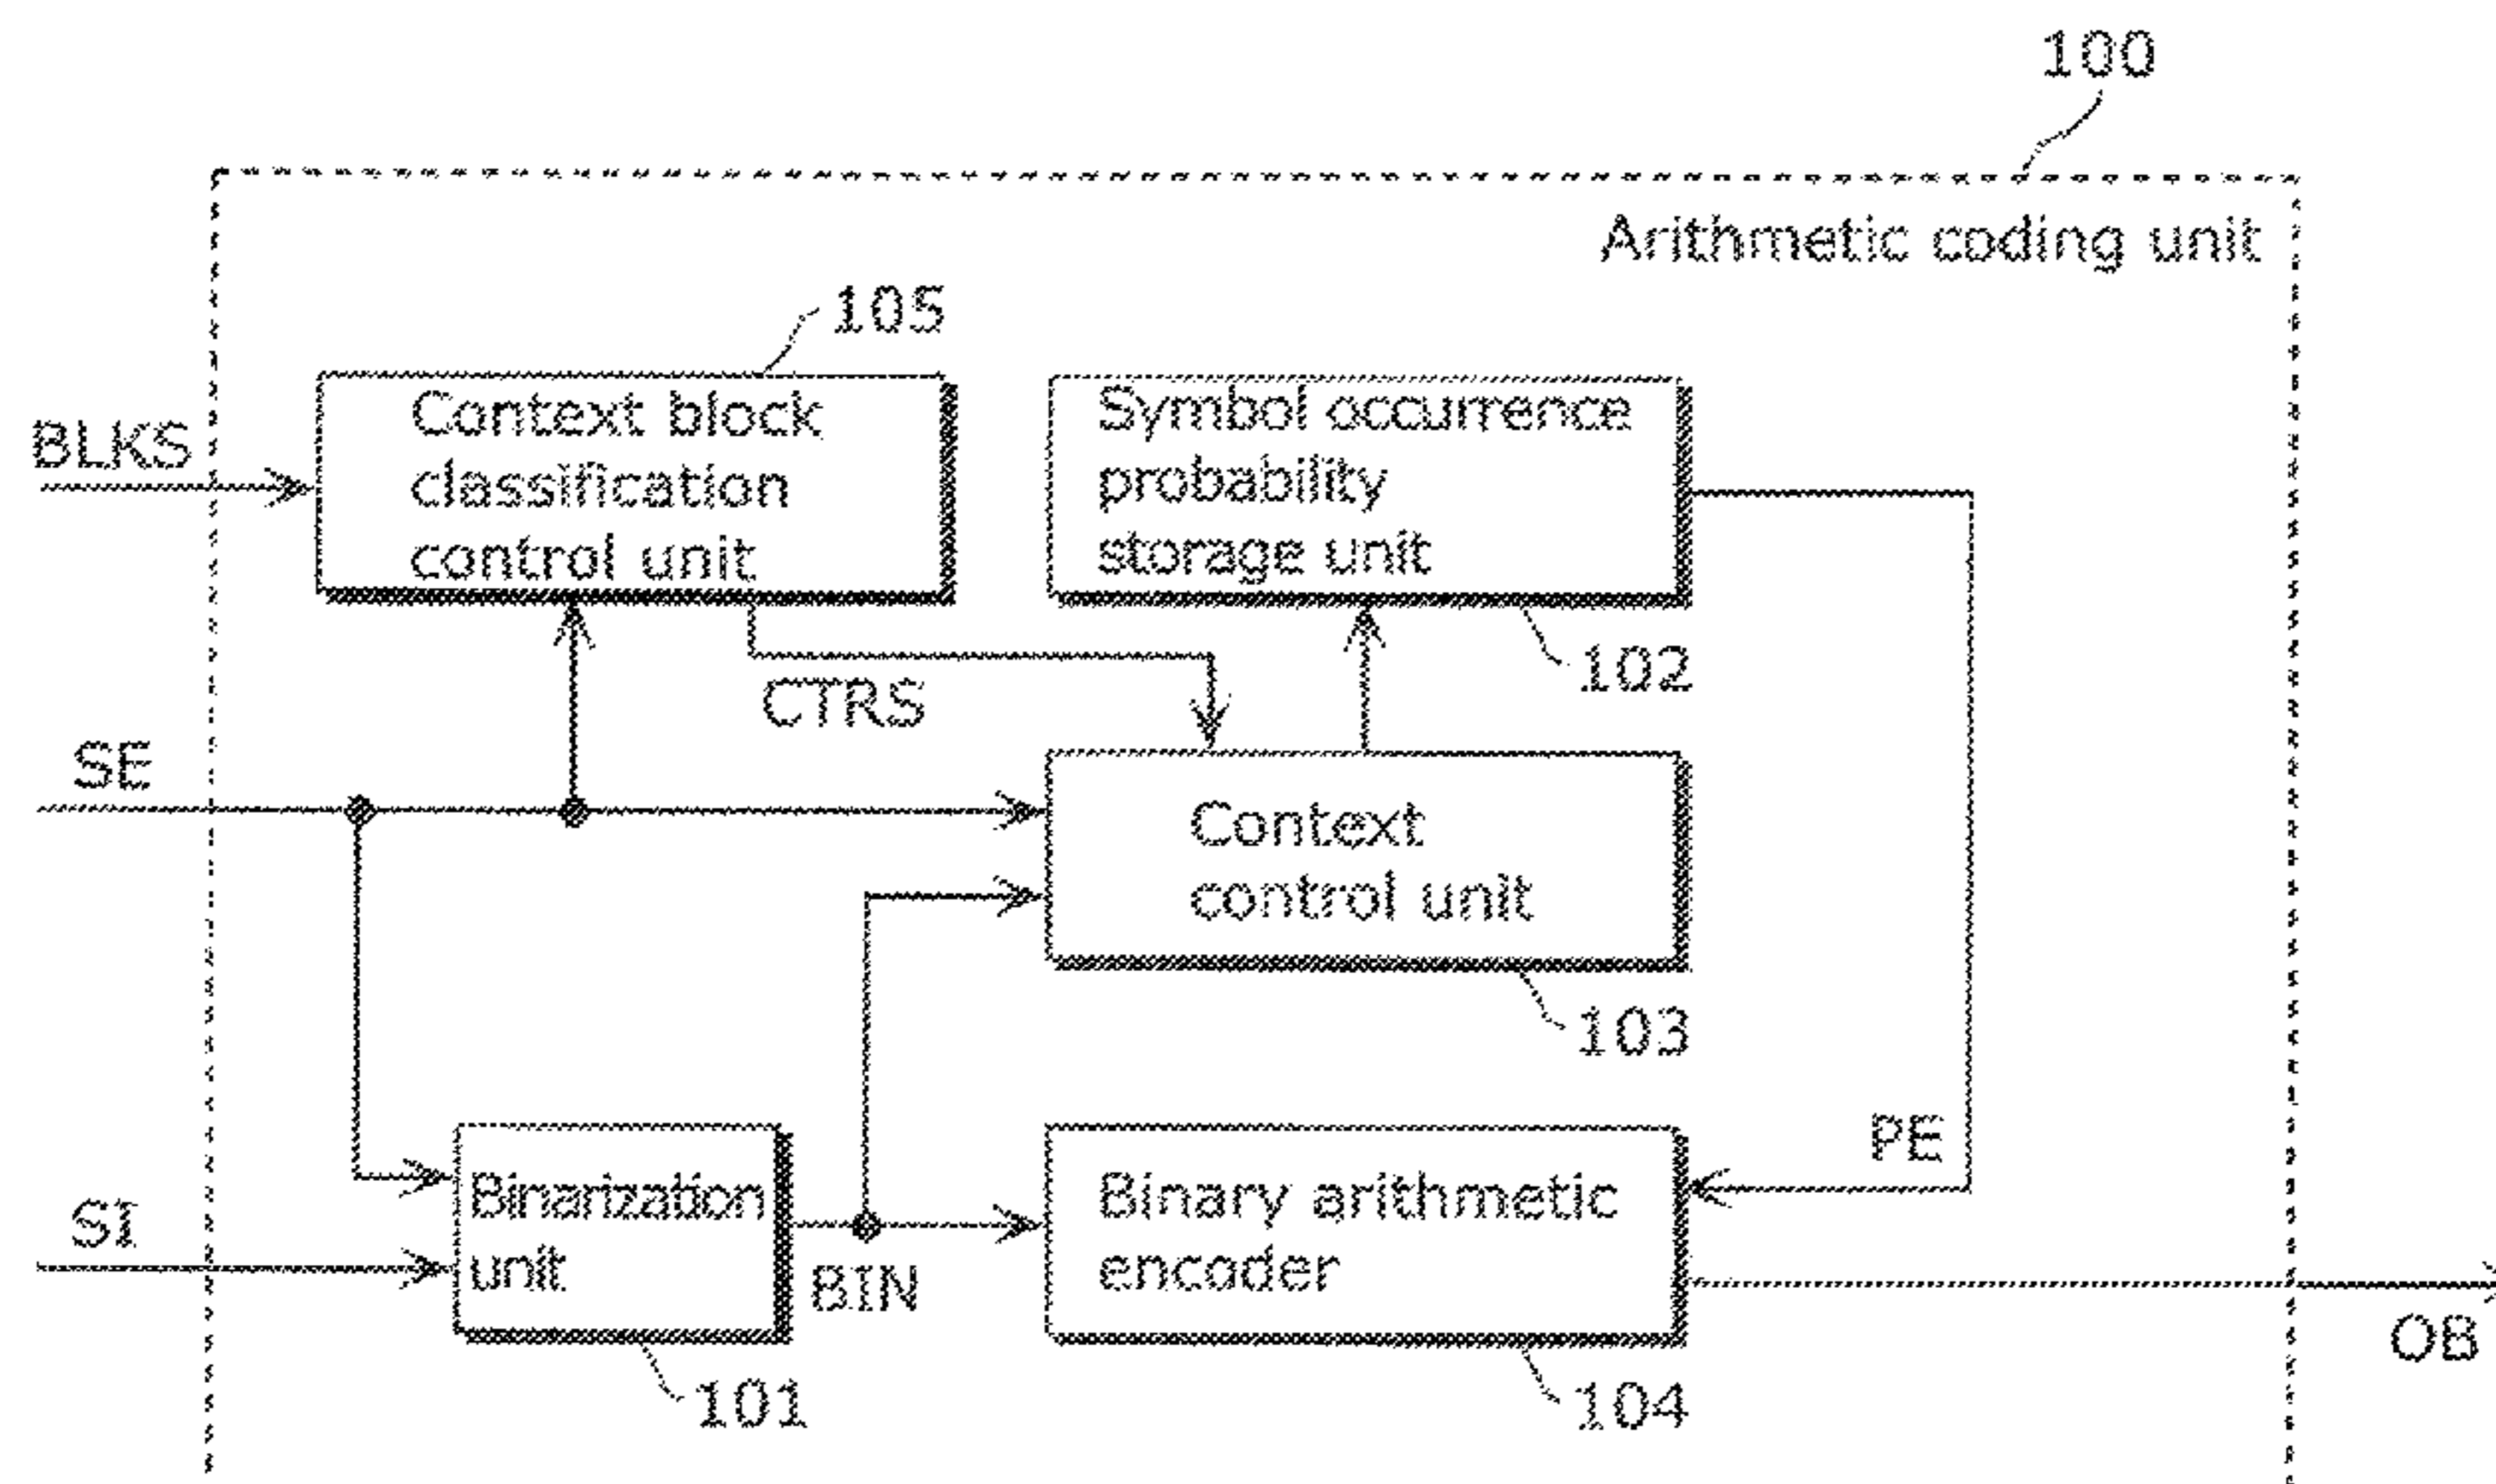 100
Arithmetic coding unit
105
Context block
classification
control unit
Symbol occurrence
probability
storage unit
BLKS
102
CTRS
SE
Context
control unit
103
PE
Binarization
unit
Binary arithmetic
encoder
SI
BIN
OB
101
104